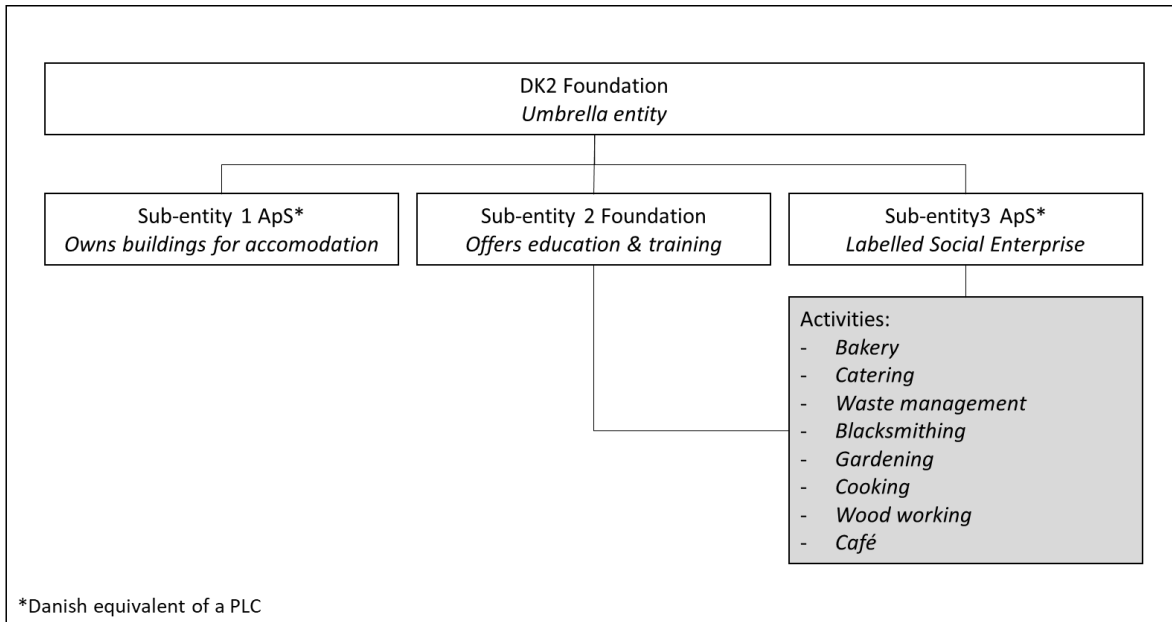 DK2 Foundation
Umbrella entity
Sub-entity 1 ApS*
Owns buildings for accomodation
Sub-entity 2 Foundation
Offers education & training
Sub-entity3 ApS*
Labelled Social Enterprise
Activities:
- Bakery
- Catering
- Waste management
- Blacksmithing
- Gardening
- Cooking
- Wood working
- Café
*Danish equivalent of a PLC